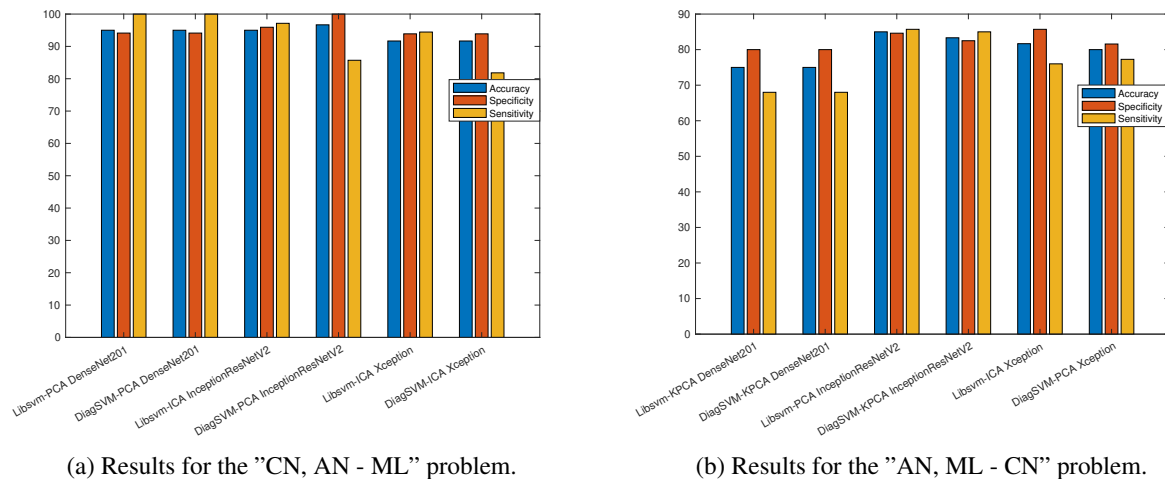 100
90
80
70
60
50
40
30
20
10
0
Accuracy
Specificity
Sensitivity
Libsvm-PCA DenseNet201
DiagSVM-PCA DenseNet201
Libsvm-ICA InceptionResNetV2
DiagSVM-PCA InceptionResNetV2
Libsvm-ICA Xception
DiagSVM-ICA Xception
(a) Results for the ”CN, AN - ML” problem.
90
80
70
60
50
40
30
20
10
0
Accuracy
Specificity
Sensitivity
Libsvm-KPCA DenseNet201
DiagSVM-KPCA DenseNet201
Libsvm-PCA InceptionResNetV2
DiagSVM-KPCA InceptionResNetV2
Libsvm-ICA Xception
DiagSVM-PCA Xception
(b) Results for the ”AN, ML - CN” problem.